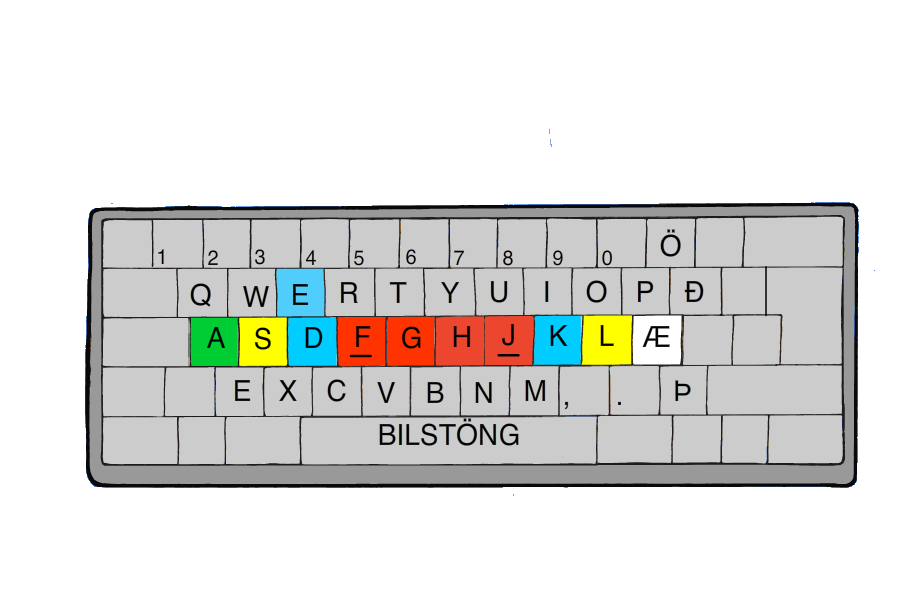 1 2 3 4 5 6 7 8 9 0 Ö
Q W E R T Y U I O P Ð
A S D F G H J K L Æ
E X C V B N M , . Þ
BILSTÖNG